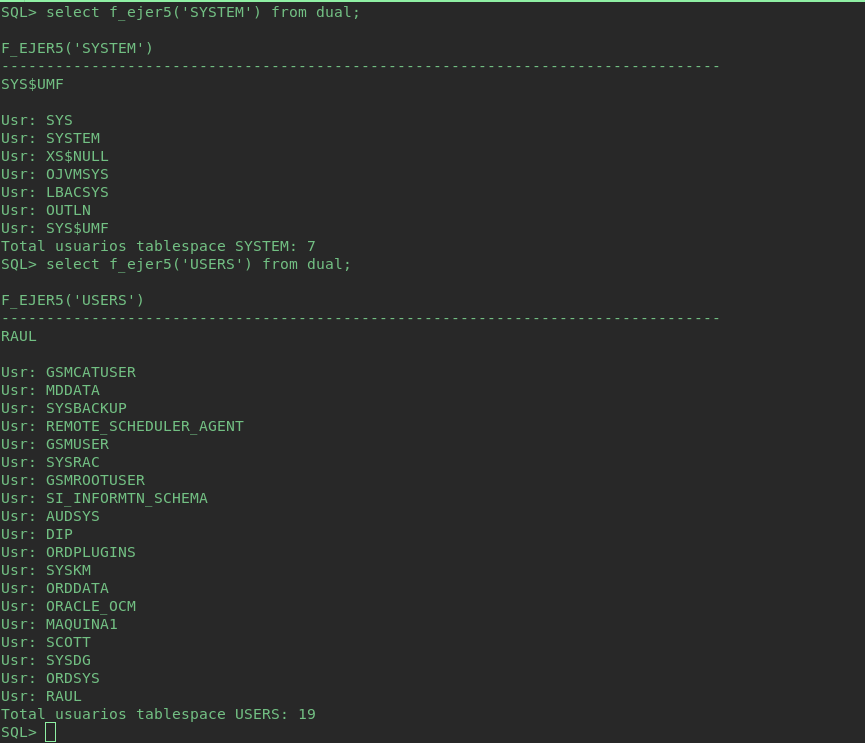 SQL> select f_ejer5('SYSTEM') from dual;
F_EJER5('SYSTEM')
--------------------------------------------------------------------------------
SYS$UMF
Usr: SYS
Usr: SYSTEM
Usr: XS$NULL
Usr: OJVMSYS
Usr: LBACSYS
Usr: OUTLN
Usr: SYS$UMF
Total usuarios tablespace SYSTEM: 7
SQL> select f_ejer5('USERS') from dual;
F_EJER5('USERS')
--------------------------------------------------------------------------------
RAUL
Usr: GSMCATUSER
Usr: MDDATA
Usr: SYSBACKUP
Usr: REMOTE_SCHEDULER_AGENT
Usr: GSMUSER
Usr: SYSRAC
Usr: GSMROOTUSER
Usr: SI_INFORMTN_SCHEMA
Usr: AUDSYS
Usr: DIP
Usr: ORDPLUGINS
Usr: SYSKM
Usr: ORDDATA
Usr: ORACLE_OCM
Usr: MAQUINA1
Usr: SCOTT
Usr: SYSDG
Usr: ORDSYS
Usr: RAUL
Total usuarios tablespace USERS: 19
SQL>